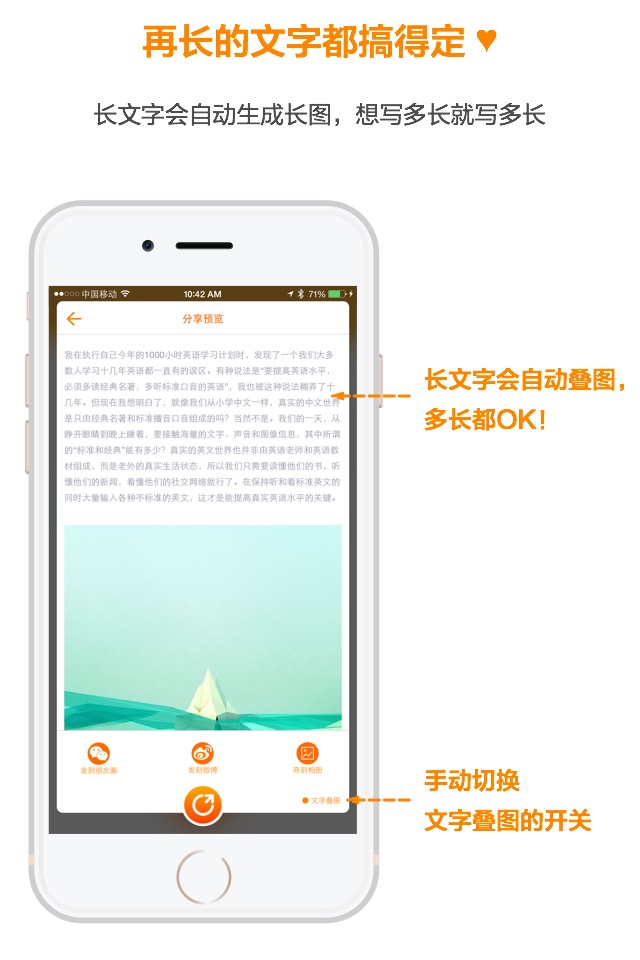 再长的文字都搞得定 ♥
长文字会自动生成长图，想写多长就写多长
中国移动 10:42 AM 71%
分享预览
我在执行自己今年的1000小时英语学习计划时，发现了一个我们大多
数人学习十几年英语都一直有的误区。有种说法是“要提高英语水平，
必须多读经典名著，多听标准口音的英语”，我也被这种说法糊弄了十
几年。但现在我想明白了，就像我们从小学中文一样，真实的中文世界
是只由经典名著和标准播音口音组成的吗？当然不是。我们的一天，从
睁开眼睛到晚上睡着，要接触海量的文字、声音和图像信息，其中所谓
的“标准和经典”能有多少？真实的英文世界也并非由英语老师和英语教
材组成，而是老外的真实生活状态，所以我们只需要读懂他们的书，听
懂他们的新闻，看懂他们的社交网络就行了。在保持听和看标准英文的
同时大量输入各种不标准的英文，这才是能提高真实英语水平的关键。
长文字会自动叠图，
多长都OK！
发到朋友圈 发到微博 存到相册
文字叠图
手动切换
文字叠图的开关